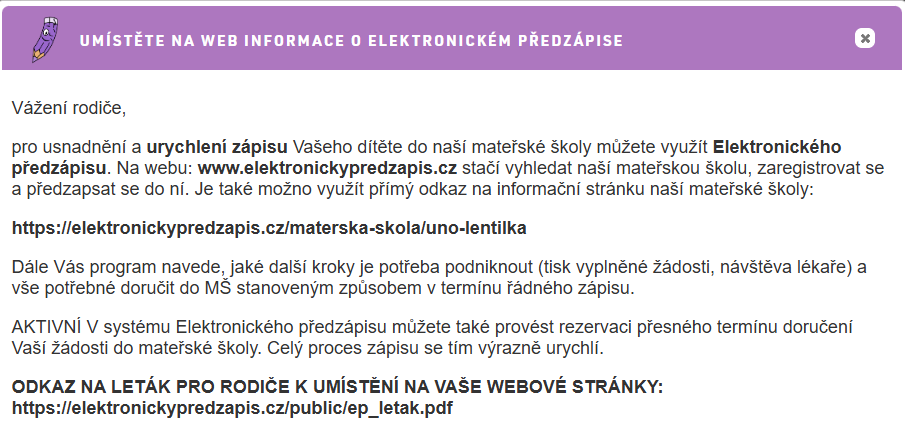 UMÍSTĚTE NA WEB INFORMACE O ELEKTRONICKÉM PŘEDZÁPISE
Vážení rodiče,
pro usnadnění a urychlení zápisu Vašeho dítěte do naší mateřské školy můžete využít Elektronického
předzápisu. Na webu: www.elektronickypredzapis.cz stačí vyhledat naší mateřskou školu, zaregistrovat se
a předzapsat se do ní. Je také možno využít přímý odkaz na informační stránku naší mateřské školy:
https://elektronickypredzapis.cz/materska-skola/uno-lentilka
Dále Vás program navede, jaké další kroky je potřeba podniknout (tisk vyplněné žádosti, návštěva lékaře) a
vše potřebné doručit do MŠ stanoveným způsobem v termínu řádného zápisu.
AKTIVNÍ V systému Elektronického předzápisu můžete také provést rezervaci přesného termínu doručení
Vaší žádosti do mateřské školy. Celý proces zápisu se tím výrazně urychlí.
ODKAZ NA LETÁK PRO RODIČE K UMÍSTĚNÍ NA VAŠE WEBOVÉ STRÁNKY:
https://elektronickypredzapis.cz/public/ep_letak.pdf